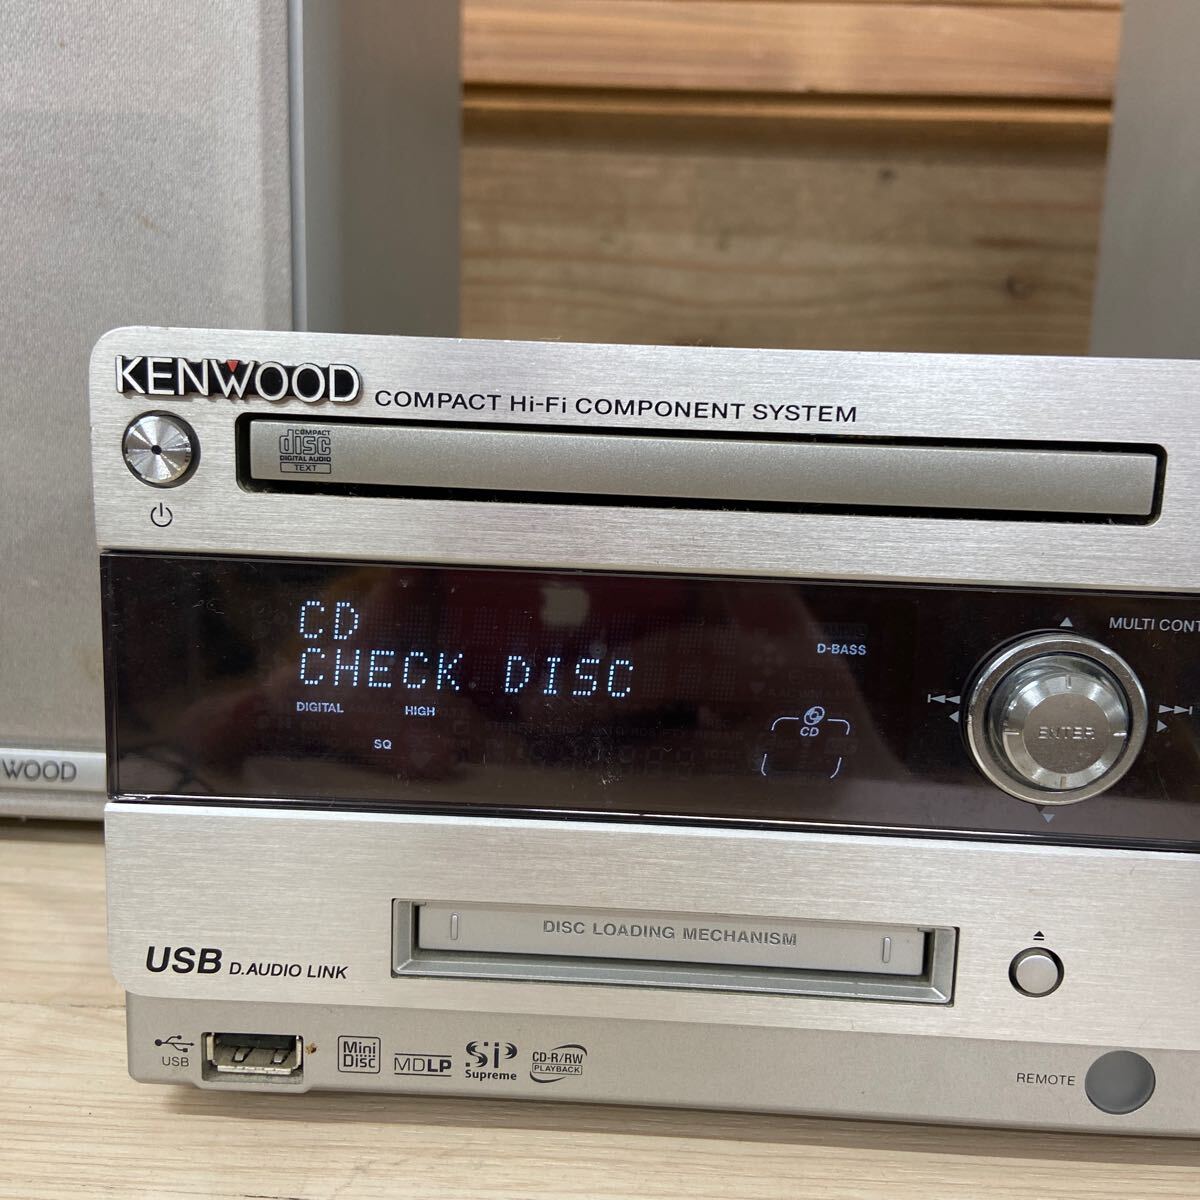 KENWOOD
COMPACT Hi-Fi COMPONENT SYSTEM
COMPACT
disc
DIGITAL AUDIO
TEXT
CD
CHECK DISC
DIGITAL
HIGH
SQ
D-BASS
CD
MULTI CONT
ENTER
WOOD
DISC LOADING MECHANISM
USB D.AUDIO LINK
USB
Mini
Disc
MDLP
Supreme
CD-R/RW
PLAYBACK
REMOTE